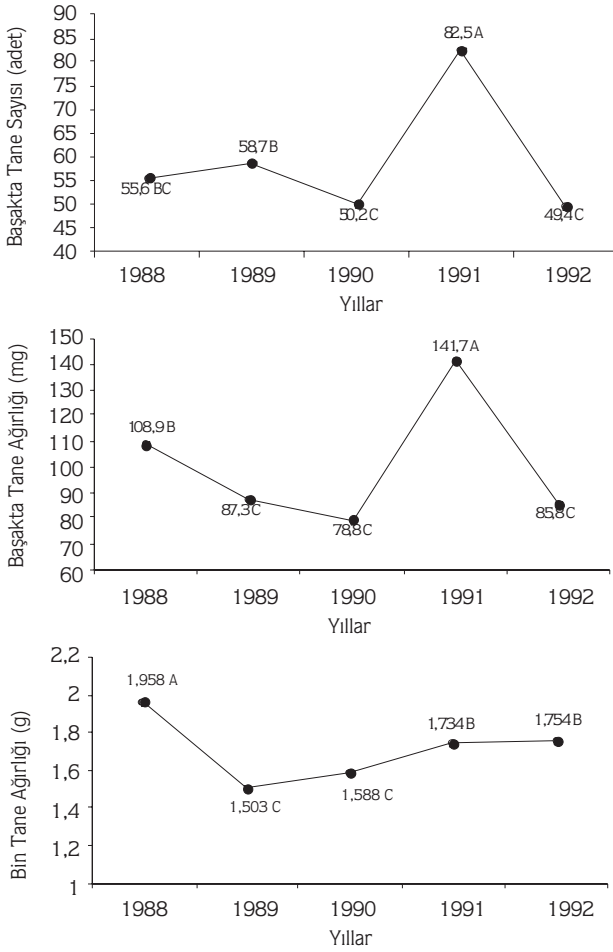 Başakta Tane Sayısı (adet)
90
85
80
75
70
65
60
55
50
45
40
55,6 BC
58,7B
50,2C
82,5A
49,4C
1988 1989 1990 1991 1992
Yıllar
Başakta Tane Ağırlığı (mg)
150
140
130
120
110
100
90
80
70
60
108,9B
87,3C
78,8C
141,7A
85,8C
1988 1989 1990 1991 1992
Yıllar
Bin Tane Ağırlığı (g)
2,2
2
1,8
1,6
1,4
1,2
1
1,958 A
1,503 C
1,588 C
1,734B
1,754B
1988 1989 1990 1991 1992
Yıllar